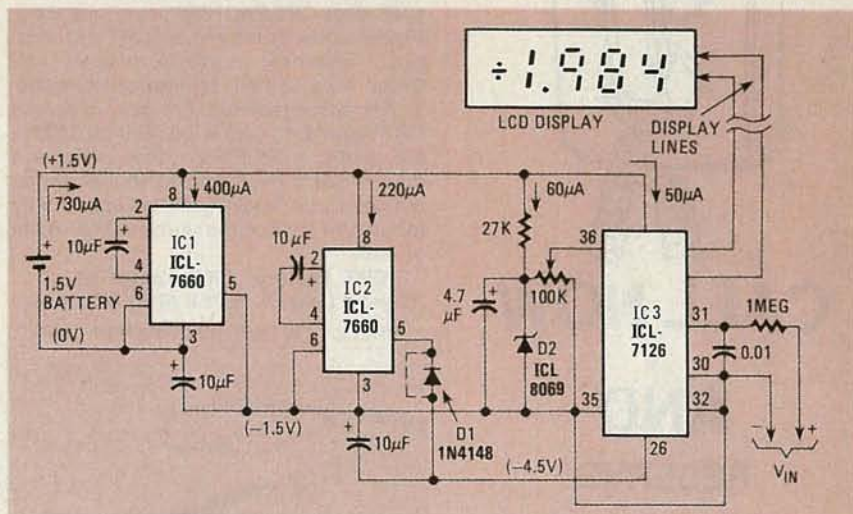 ÷1.984
LCD DISPLAY
DISPLAY
LINES
(+1.5V)
730µA
8
400µA
2
10µF
4
6
IC1
ICL-
7660
5
1.5V
BATTERY
(0V)
3
10µF
220µA
8
10µF
2
4
6
IC2
ICL-
7660
5
3
(−1.5V)
10µF
D1
1N4148
(−4.5V)
60µA
27K
4.7
µF
100K
D2
ICL
8069
50µA
36
35
IC3
ICL-
7126
31
30
32
26
1MEG
0.01
−
+
VIN